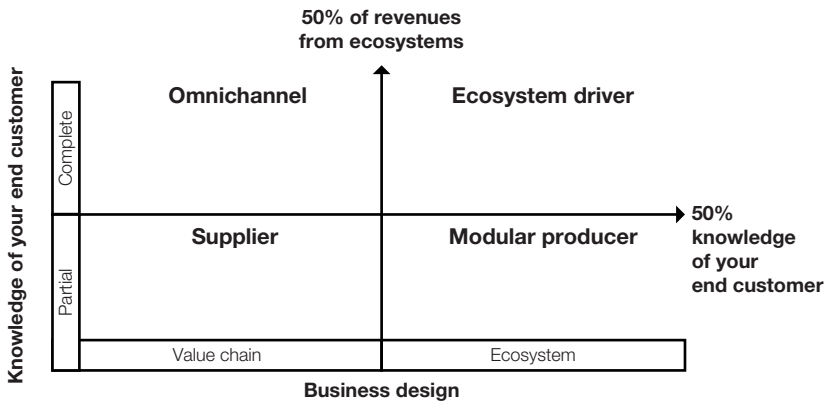 50% of revenues
from ecosystems
Knowledge of your end customer
Complete
Omnichannel
Ecosystem driver
50%
knowledge
of your
end customer
Partial
Supplier
Modular producer
Value chain
Ecosystem
Business design